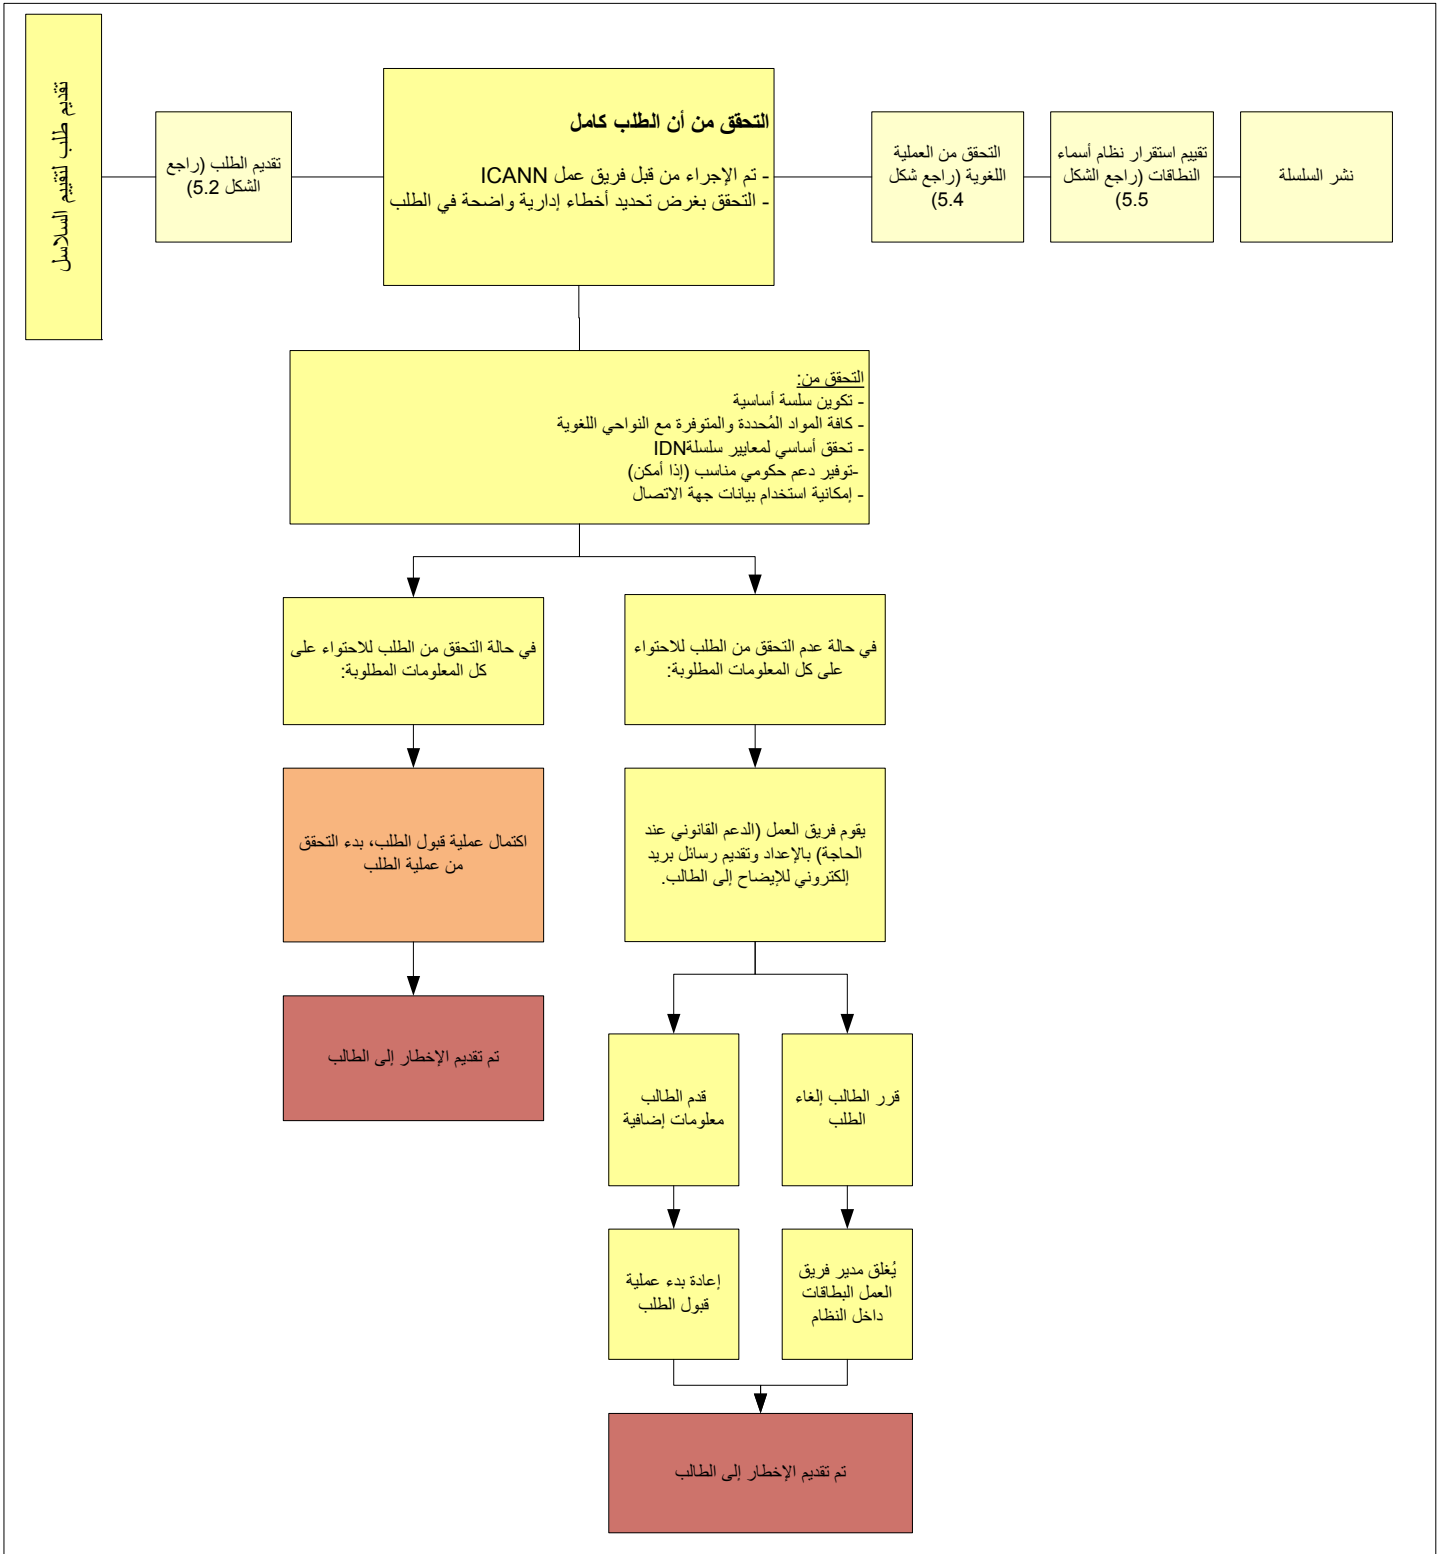 تقديم طلب لتقييم السلاسل
تقديم الطلب (راجع
الشكل 5.2)
التحقق من أن الطلب كامل
- تم الإجراء من قبل فريق عمل ICANN
- التحقق بغرض تحديد أخطاء إدارية واضحة في الطلب
التحقق من العملية
اللغوية (راجع شكل
5.4)
تقييم استقرار نظام أسماء
النطاقات (راجع الشكل
5.5)
نشر السلسلة
التحقق من:
- تكوين سلسة أساسية
- كافة المواد المُحددة والمتوفرة مع النواحي اللغوية
- تحقق أساسي لمعايير سلسلةIDN
-توفير دعم حكومي مناسب (إذا أمكن)
- إمكانية استخدام بيانات جهة الاتصال
في حالة التحقق من الطلب للاحتواء على
كل المعلومات المطلوبة:
في حالة عدم التحقق من الطلب للاحتواء
على كل المعلومات المطلوبة:
اكتمال عملية قبول الطلب، بدء التحقق
من عملية الطلب
يقوم فريق العمل (الدعم القانوني عند
الحاجة) بالإعداد وتقديم رسائل بريد
إلكتروني للإيضاح إلى الطالب.
تم تقديم الإخطار إلى الطالب
قدم الطالب
معلومات إضافية
قرر الطالب إلغاء
الطلب
إعادة بدء عملية
قبول الطلب
يُغلق مدير فريق
العمل البطاقات
داخل النظام
تم تقديم الإخطار إلى الطالب